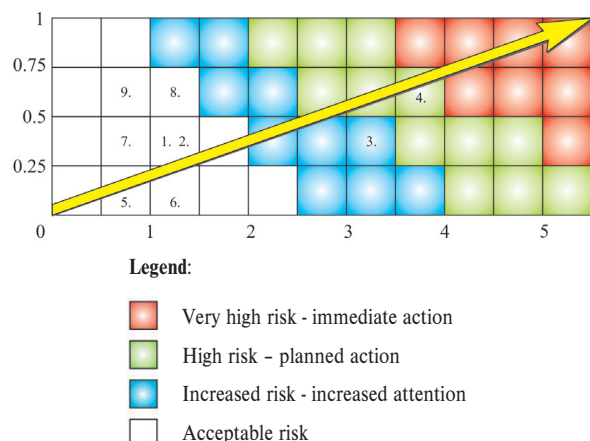 1
0.75
9. 8. 4.
0.5
7. 1. 2. 3.
0.25
5. 6.
0 1 2 3 4 5
Legend:
Very high risk - immediate action
High risk – planned action
Increased risk - increased attention
Acceptable risk